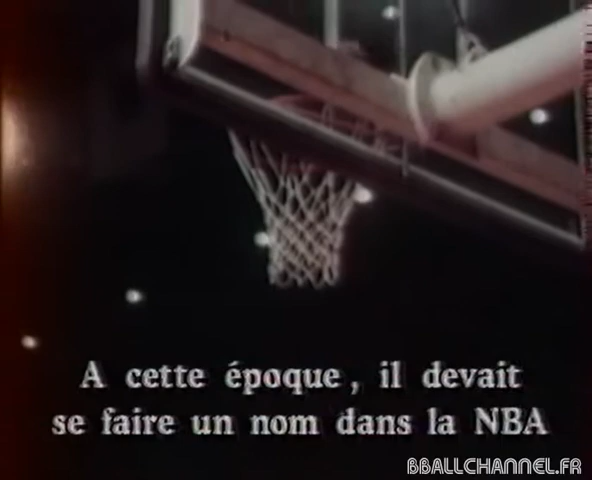 A cette époque, il devait
se faire un nom dans la NBA
BBALLCHANNEL.FR